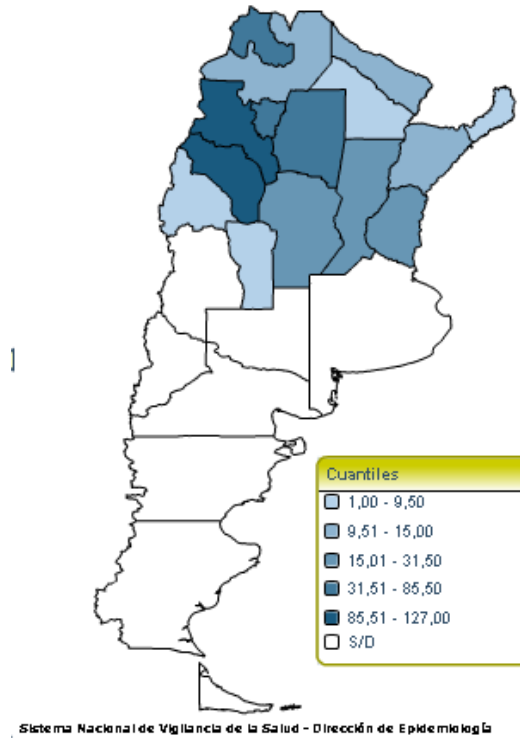 Cuantiles
1,00 - 9,50
9,51 - 15,00
15,01 - 31,50
31,51 - 85,50
85,51 - 127,00
S/D
Sistema Nacional de Vigilancia de la Salud - Dirección de Epidemiología